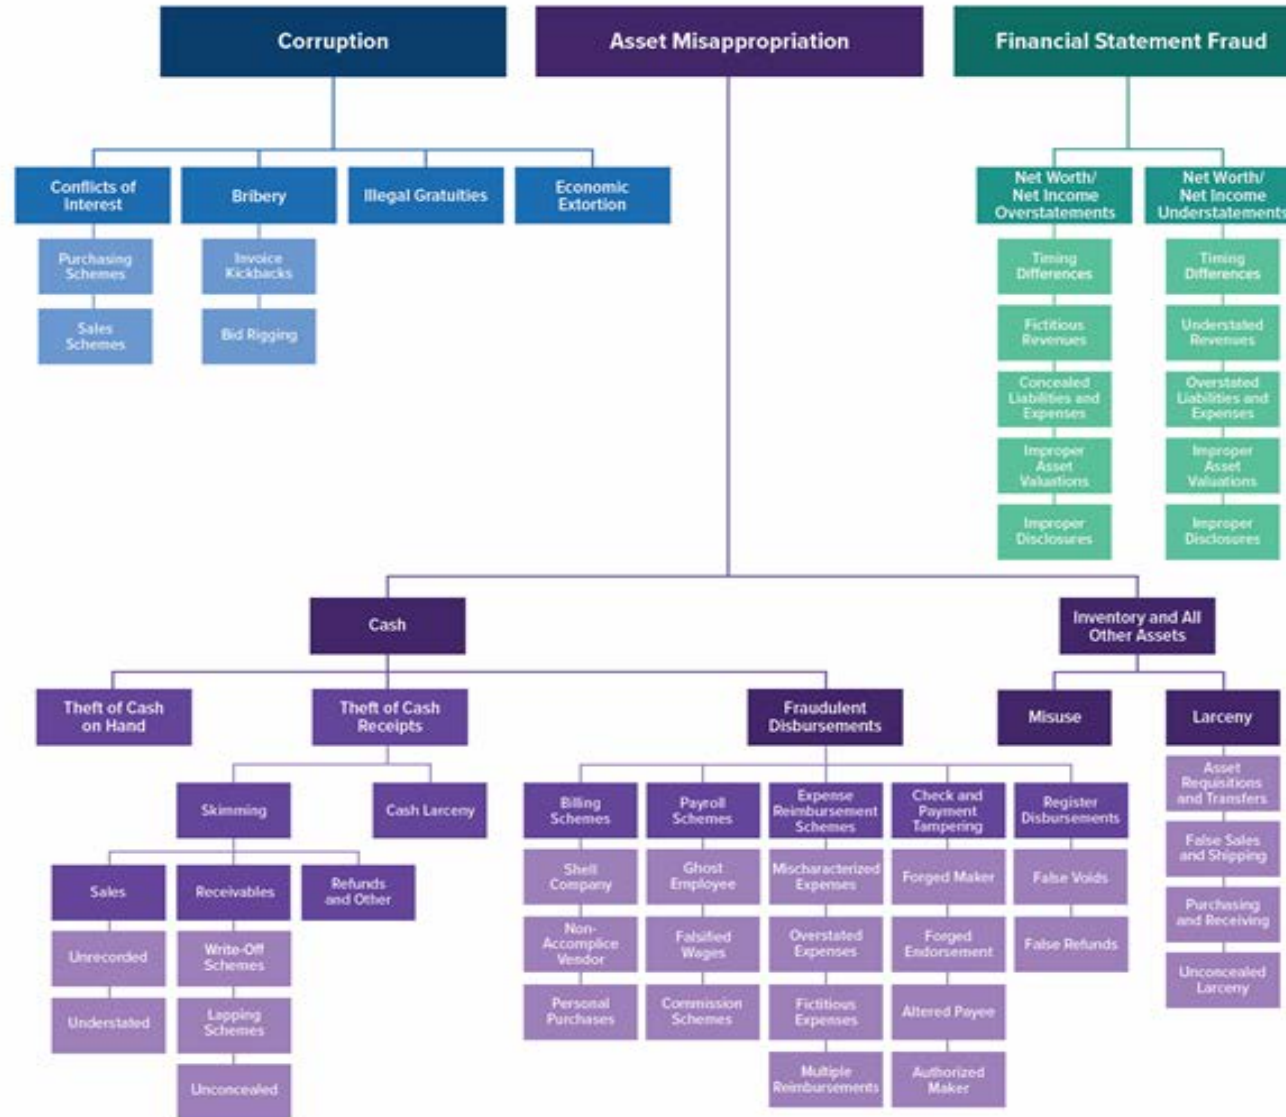 Corruption
Asset Misappropriation
Financial Statement Fraud
Conflicts of
Interest
Bribery
Illegal Gratuities
Economic
Extortion
Net Worth/
Net Income
Overstatements
Net Worth/
Net Income
Understatements
Purchasing
Schemes
Sales
Schemes
Invoice
Kickbacks
Bid Rigging
Timing
Differences
Fictitious
Revenues
Concealed
Liabilities and
Expenses
Improper
Asset
Valuations
Improper
Disclosures
Timing
Differences
Understated
Revenues
Overstated
Liabilities and
Expenses
Improper
Asset
Valuations
Improper
Disclosures
Cash
Inventory and All
Other Assets
Theft of Cash
on Hand
Theft of Cash
Receipts
Fraudulent
Disbursements
Misuse
Larceny
Skimming
Cash Larceny
Sales
Receivables
Refunds
and Other
Unrecorded
Understated
Write-Off
Schemes
Lapping
Schemes
Unconcealed
Billing
Schemes
Shell
Company
Non-
Accomplice
Vendor
Personal
Purchases
Payroll
Schemes
Ghost
Employee
Falsified
Wages
Commission
Schemes
Expense
Reimbursement
Schemes
Mischaracterized
Expenses
Overstated
Expenses
Fictitious
Expenses
Multiple
Reimbursements
Check and
Payment
Tampering
Forged Maker
Forged
Endorsement
Altered Payee
Authorized
Maker
Register
Disbursements
False Voids
False Refunds
Asset
Requisitions
and Transfers
False Sales
and Shipping
Purchasing
and Receiving
Unconcealed
Larceny